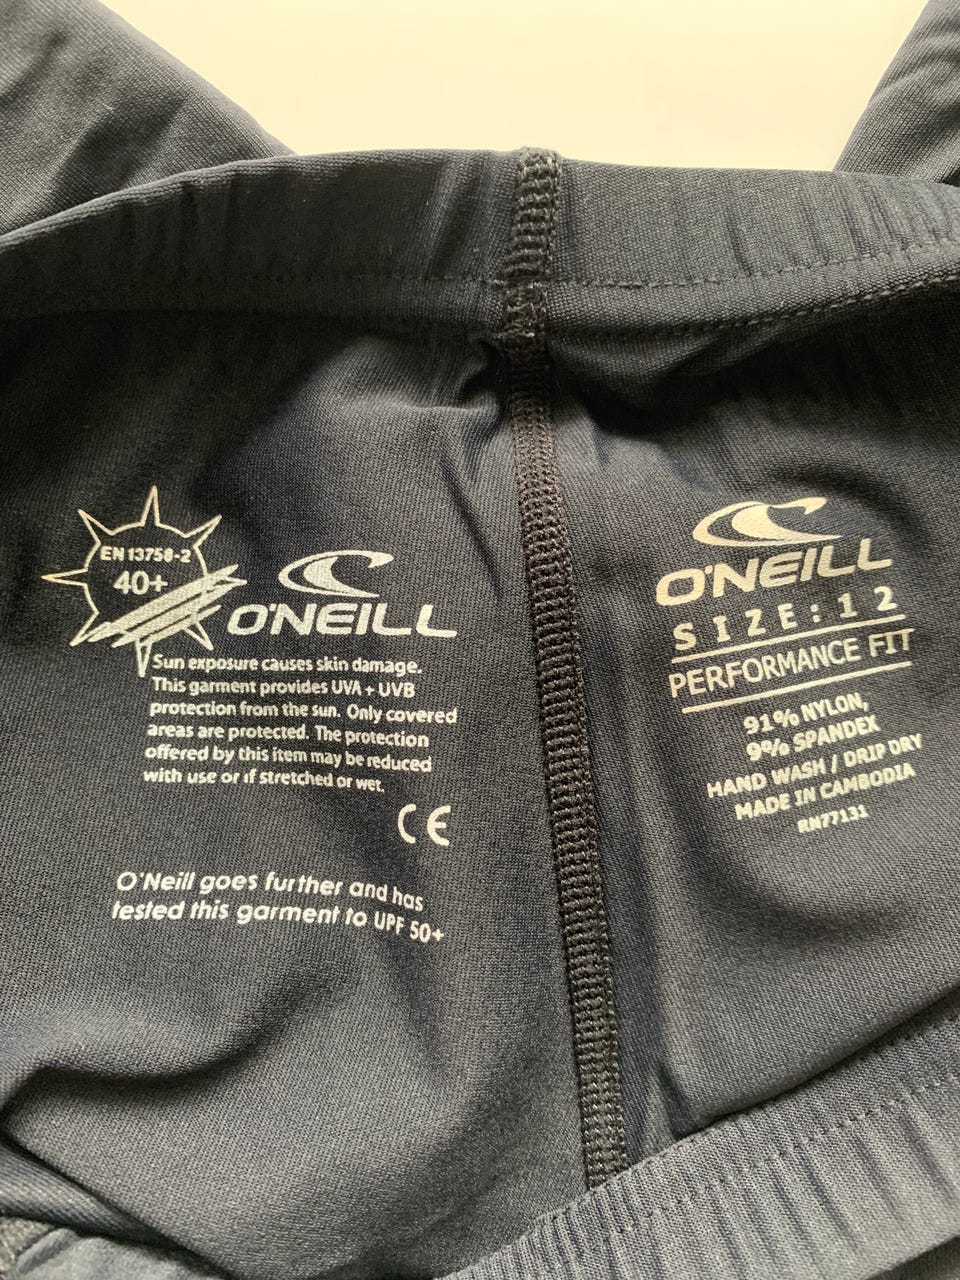 EN 13758-2
40+
O'NEILL
Sun exposure causes skin damage.
This garment provides UVA + UVB
protection from the sun. Only covered
areas are protected. The protection
offered by this item may be reduced
with use or if stretched or wet.
CE
O'Neill goes further and has
tested this garment to UPF 50+
O'NEILL
SIZE: 12
PERFORMANCE FIT
91% NYLON,
9% SPANDEX
HAND WASH / DRIP DRY
MADE IN CAMBODIA
RN77131